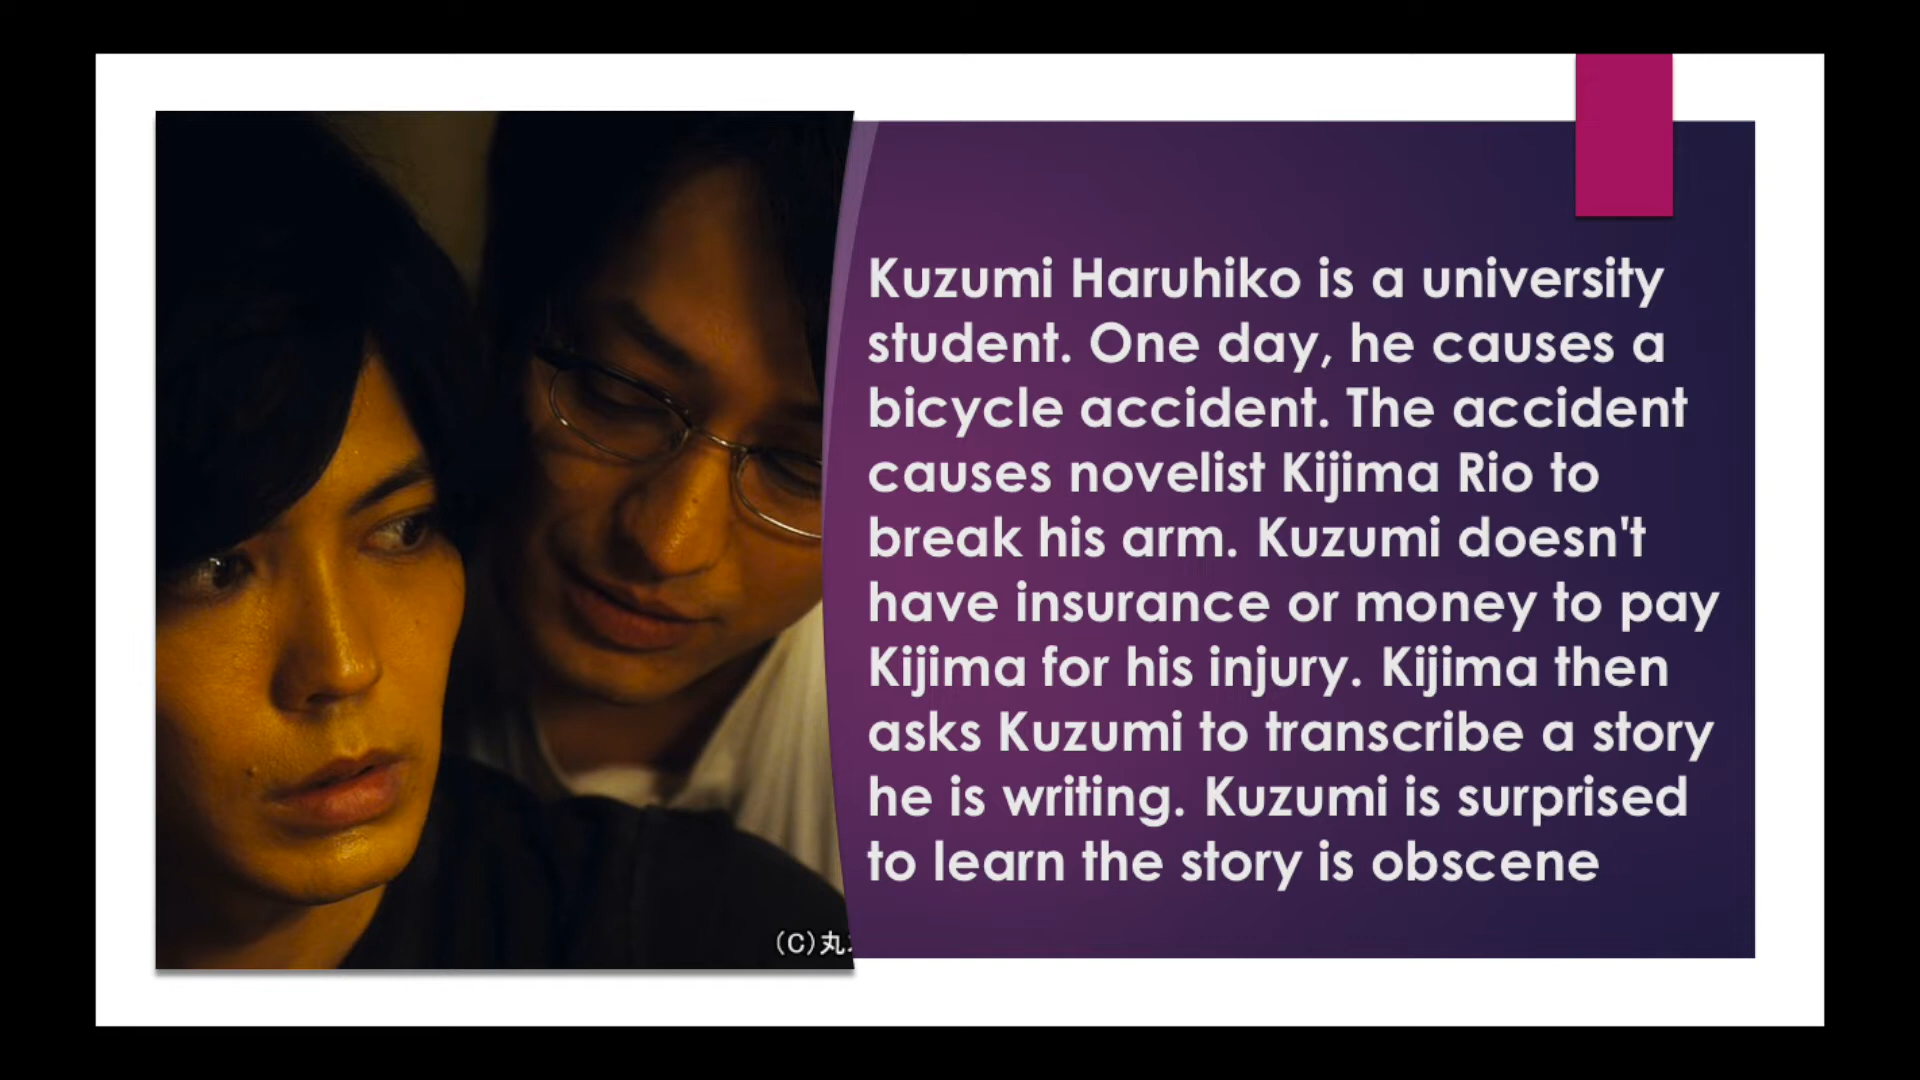 Kuzumi Haruhiko is a university
student. One day, he causes a
bicycle accident. The accident
causes novelist Kijima Rio to
break his arm. Kuzumi doesn't
have insurance or money to pay
Kijima for his injury. Kijima then
asks Kuzumi to transcribe a story
he is writing. Kuzumi is surprised
to learn the story is obscene
(C)丸